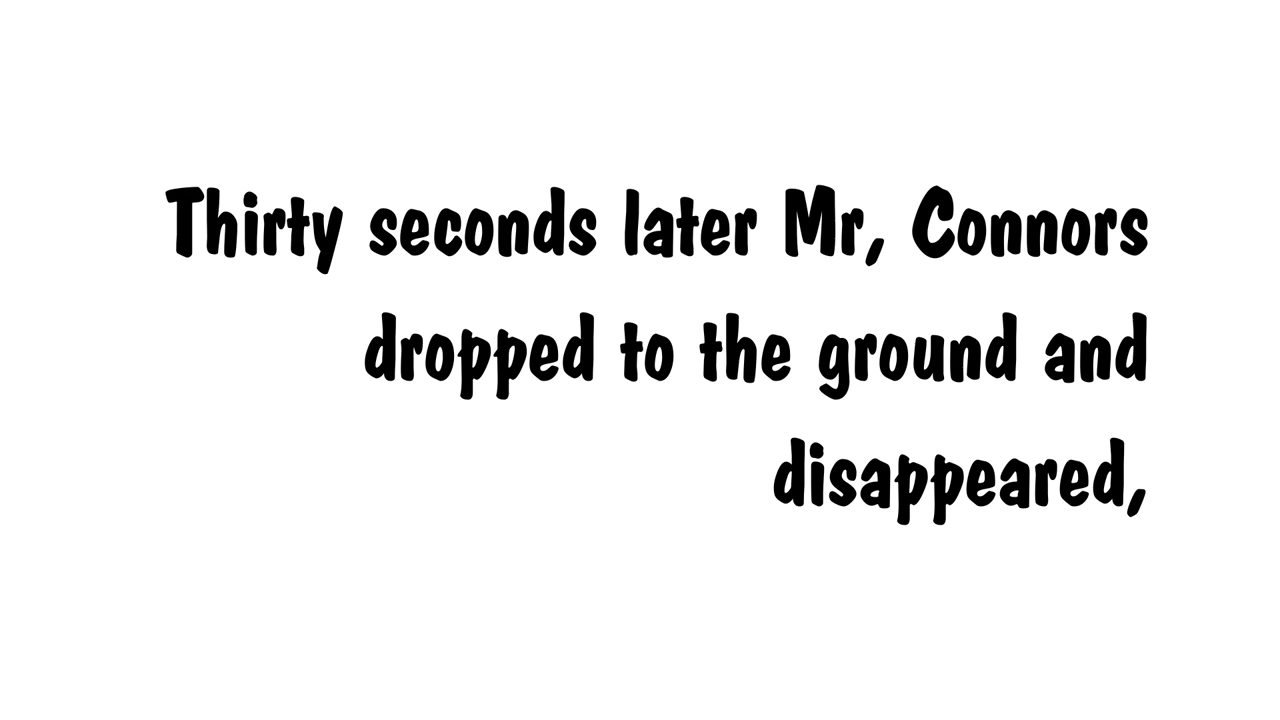 Thirty seconds later Mr, Connors
dropped to the ground and
disappeared,